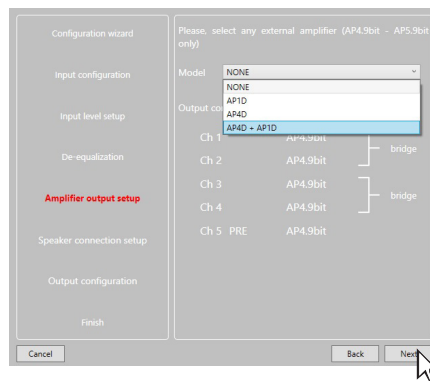 Configuration wizard
Input configuration
Input level setup
De-equalization
Amplifier output setup
Speaker connection setup
Output configuration
Finish
Please, select any external amplifier (AP4.9bit - AP5.9bit only)
Model NONE
NONE
AP1D
AP4D
AP4D + AP1D
Output co
Ch 1 AP4.9bit
bridge
Ch 2 AP4.9bit
Ch 3 AP4.9bit
bridge
Ch 4 AP4.9bit
Ch 5 PRE AP4.9bit
Cancel
Back
Next